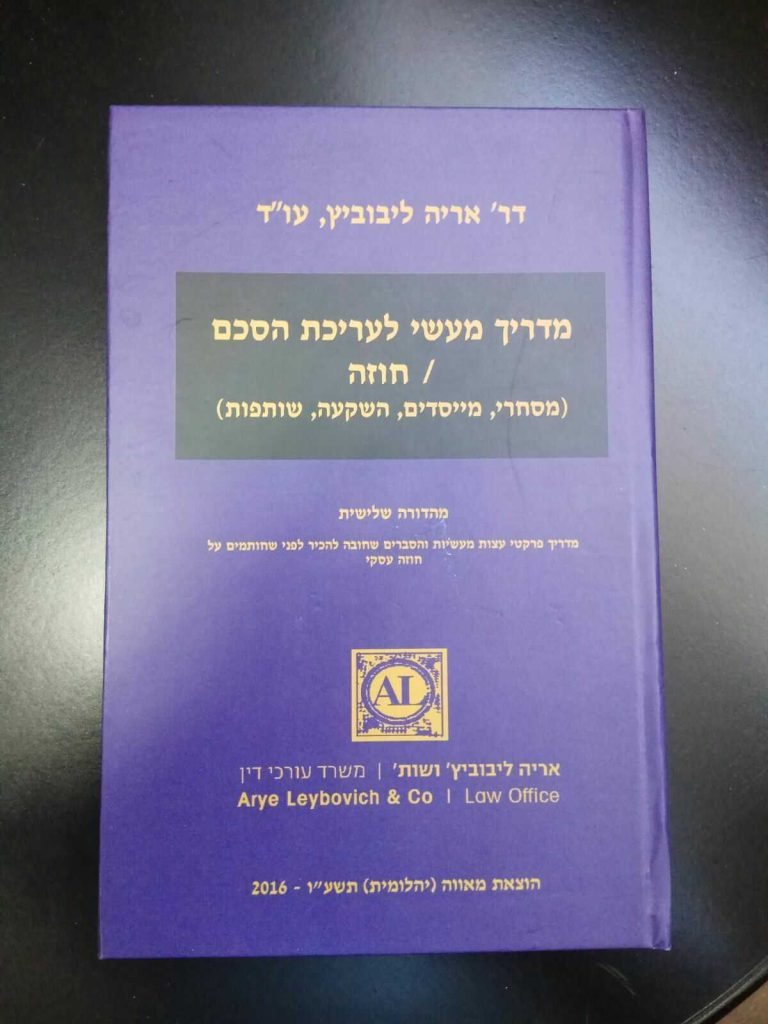 דר' אריה ליבוביץ, עו"ד
מדריך מעשי לעריכת הסכם
/ חוזה
(מסחרי, מייסדים, השקעה, שותפות)
מהדורה שלישית
מדריך פרקטי עצות מעשיות והסברים שחובה להכיר לפני שחותמים על
חוזה עסקי
AL
אריה ליבוביץ' ושות' | משרד עורכי דין
Arye Leybovich & Co | Law Office
הוצאת מאווה (יהלומית) תשע"ו - 2016